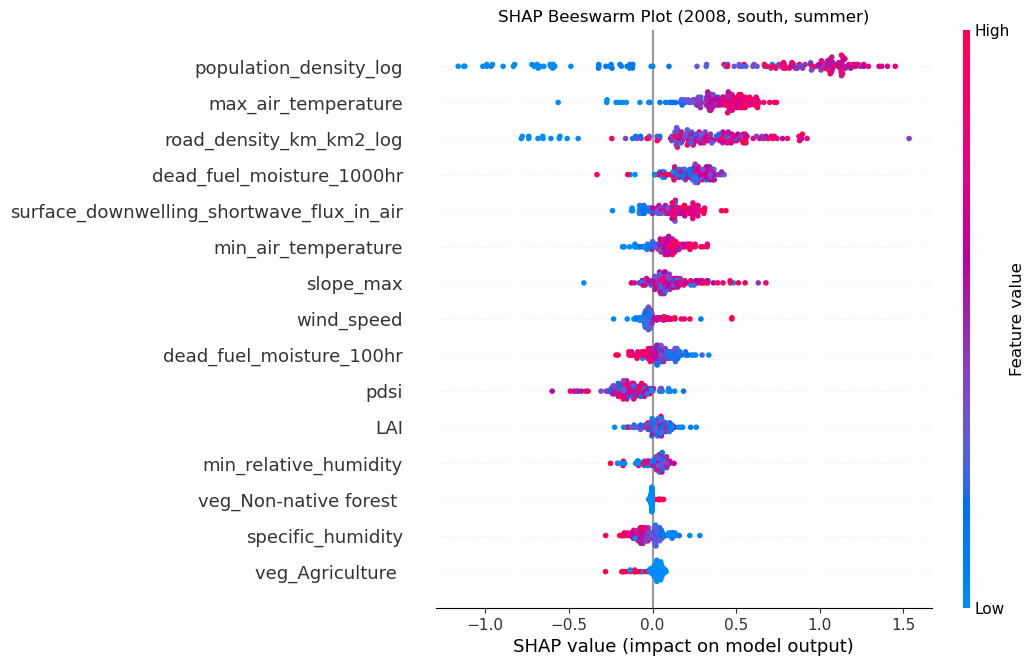 SHAP Beeswarm Plot (2008, south, summer)
High
population_density_log
max_air_temperature
road_density_km_km2_log
dead_fuel_moisture_1000hr
surface_downwelling_shortwave_flux_in_air
min_air_temperature
slope_max
wind_speed
dead_fuel_moisture_100hr
pdsi
LAI
min_relative_humidity
veg_Non-native forest
specific_humidity
veg_Agriculture
Feature value
Low
−1.0 −0.5 0.0 0.5 1.0 1.5
SHAP value (impact on model output)